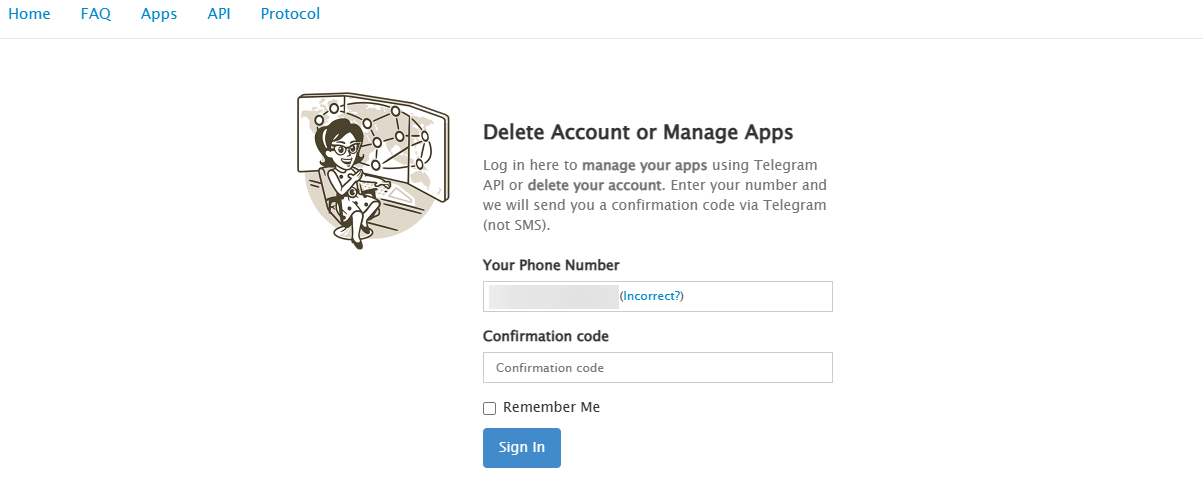 Home FAQ Apps API Protocol
Delete Account or Manage Apps
Log in here to manage your apps using Telegram
API or delete your account. Enter your number and
we will send you a confirmation code via Telegram
(not SMS).
Your Phone Number
(Incorrect?)
Confirmation code
Confirmation code
Remember Me
Sign In